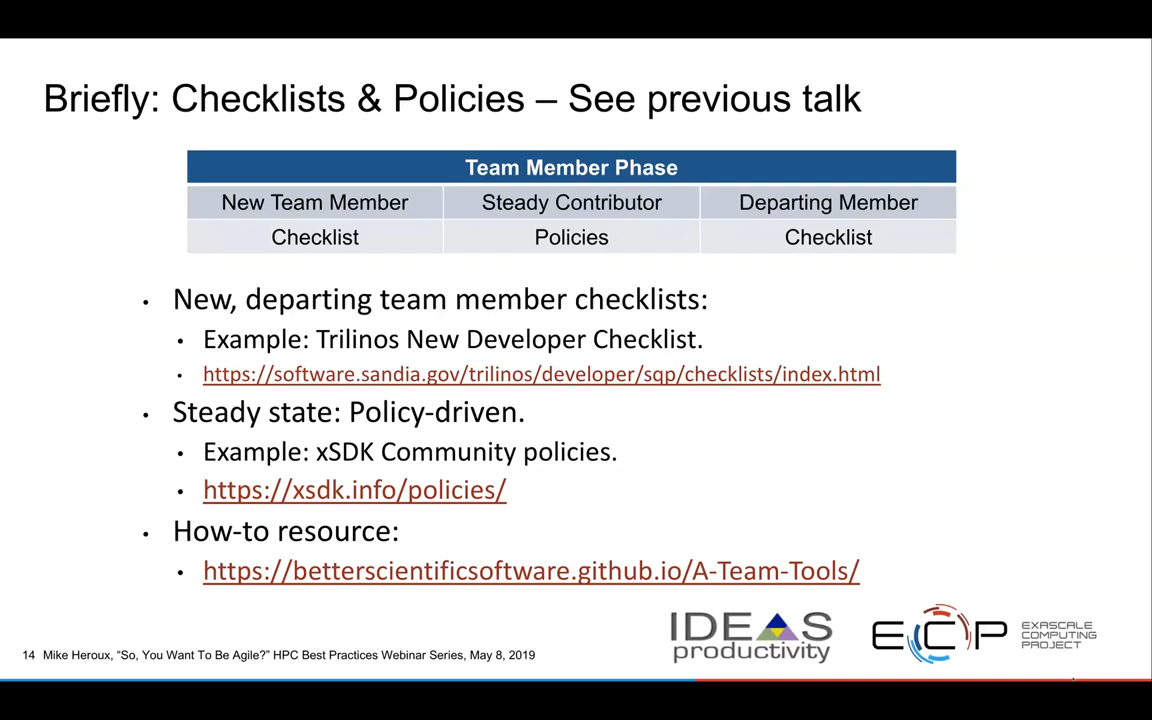 Briefly: Checklists & Policies – See previous talk
Team Member Phase
New Team Member Steady Contributor Departing Member
Checklist Policies Checklist
• New, departing team member checklists:
• Example: Trilinos New Developer Checklist.
• https://software.sandia.gov/trilinos/developer/sqp/checklists/index.html
• Steady state: Policy-driven.
• Example: xSDK Community policies.
• https://xsdk.info/policies/
• How-to resource:
• https://betterscientificsoftware.github.io/A-Team-Tools/
IDEAS
productivity
ECP
EXASCALE
COMPUTING
PROJECT
14 Mike Heroux, “So, You Want To Be Agile?” HPC Best Practices Webinar Series, May 8, 2019